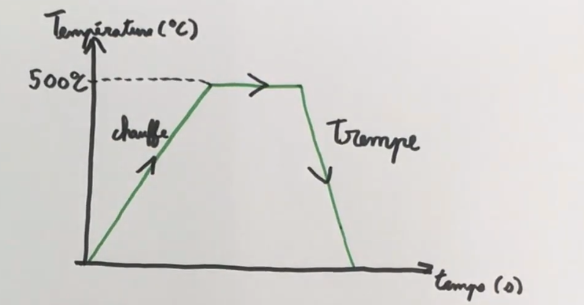 Température (°C)
500°C
chauffe
Trempe
temps (s)